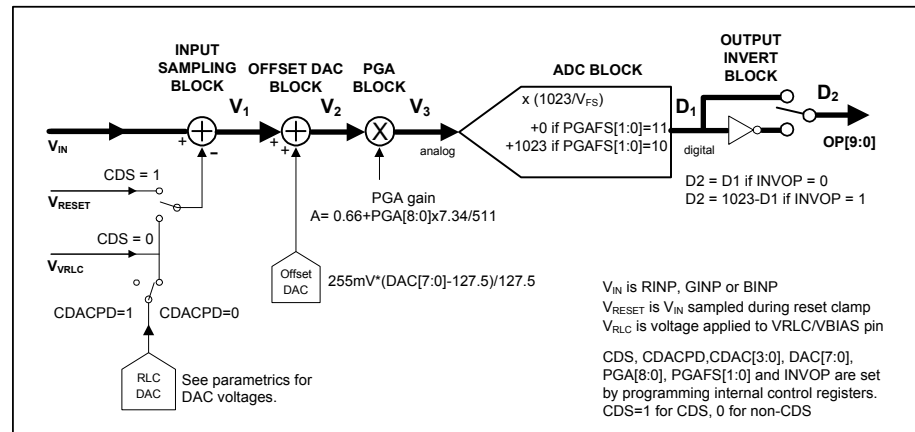 INPUT
SAMPLING
BLOCK
OFFSET DAC
BLOCK
PGA
BLOCK
ADC BLOCK
OUTPUT
INVERT
BLOCK
V1
V2
V3
x (1023/VFS)
+0 if PGAFS[1:0]=11
+1023 if PGAFS[1:0]=10
D1
D2
VIN
+
-
+
+
X
analog
digital
OP[9:0]
CDS = 1
VRESET
PGA gain
A= 0.66+PGA[8:0]x7.34/511
D2 = D1 if INVOP = 0
D2 = 1023-D1 if INVOP = 1
CDS = 0
VVRLC
Offset
DAC
255mV*(DAC[7:0]-127.5)/127.5
CDACPD=1
CDACPD=0
RLC
DAC
See parametrics for
DAC voltages.
VIN is RINP, GINP or BINP
VRESET is VIN sampled during reset clamp
VRLC is voltage applied to VRLC/VBIAS pin
CDS, CDACPD,CDAC[3:0], DAC[7:0],
PGA[8:0], PGAFS[1:0] and INVOP are set
by programming internal control registers.
CDS=1 for CDS, 0 for non-CDS